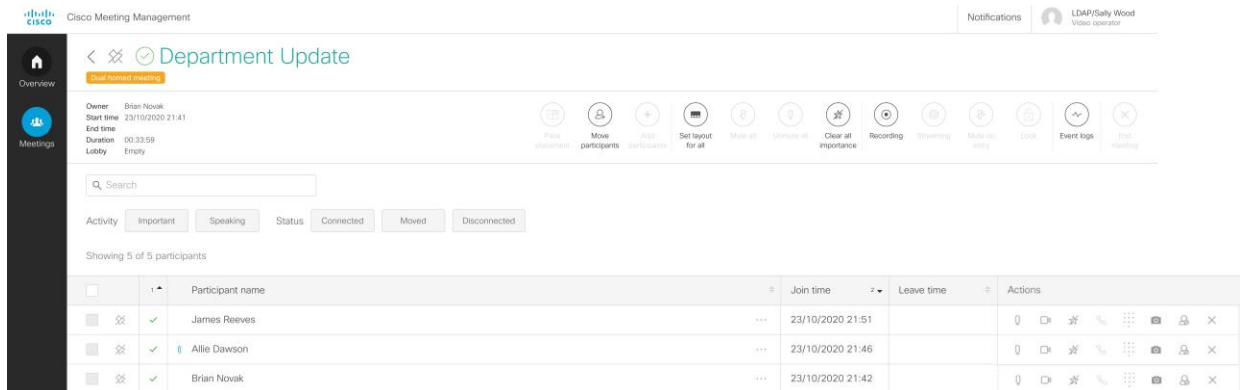 CISCO
Cisco Meeting Management
Notifications
LDAP/Sally Wood
Video operator
Overview
Meetings
Department Update
Dual homed meeting
Owner Brian Novak
Start time 23/10/2020 21:41
End time
Duration 00:33:59
Lobby Empty
Pane placement
Move participants
Add participants
Set layout for all
Mute all
Unmute all
Clear all importance
Recording
Streaming
Mute on entry
Lock
Event logs
End meeting
Search
Activity Important Speaking Status Connected Moved Disconnected
Showing 5 of 5 participants
1 Participant name Join time 2 Leave time Actions
James Reeves ... 23/10/2020 21:51
Allie Dawson ... 23/10/2020 21:46
Brian Novak ... 23/10/2020 21:42